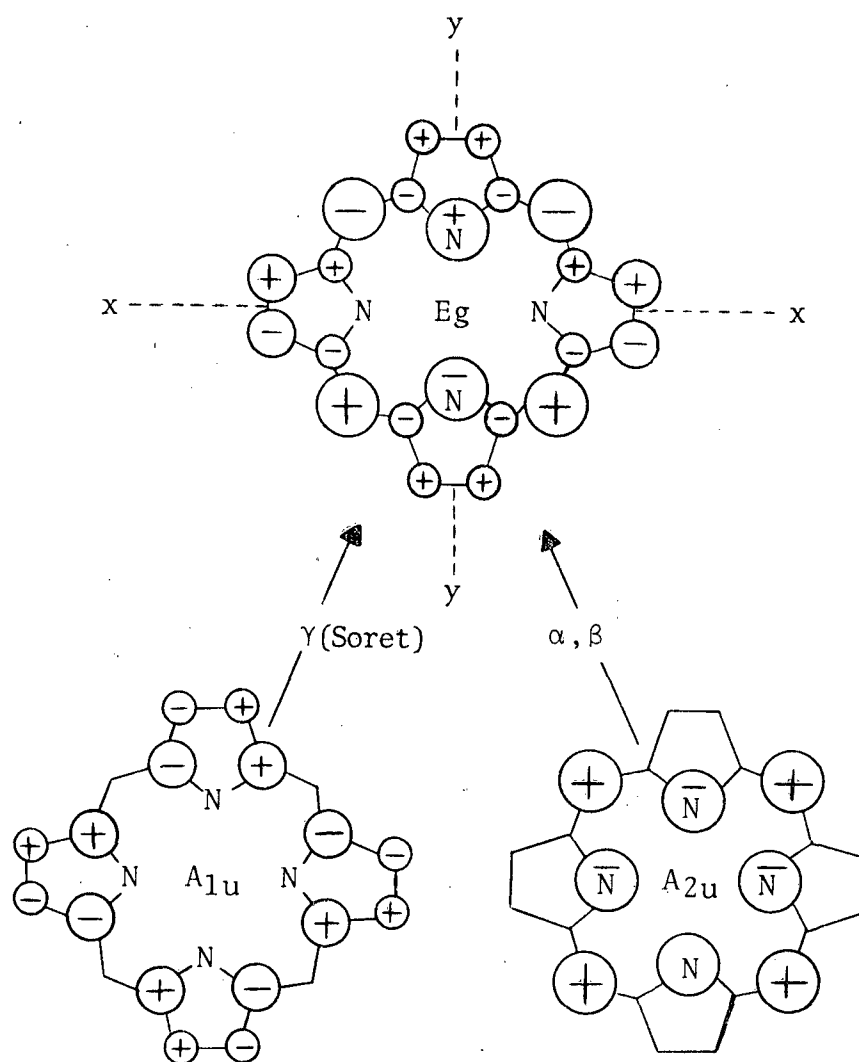 y
+ +
− − + − −
N
+ + + +
x N Eg N x
− − − −
−
+ − N − +
+ + + +
y
γ(Soret) α, β
− +
− + + +
N N̅
+ + − −
N A1u N N̅ A2u N̅
− − + +
N N
+ − + +
+ −